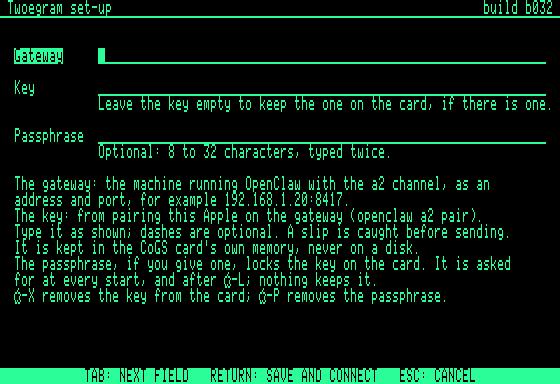 Twoegram set-up build b032
Gateway
Key
Leave the key empty to keep the one on the card, if there is one.
Passphrase
Optional: 8 to 32 characters, typed twice.
The gateway: the machine running OpenClaw with the a2 channel, as an
address and port, for example 192.168.1.20:8417.
The key: from pairing this Apple on the gateway (openclaw a2 pair).
Type it as shown; dashes are optional. A slip is caught before sending.
It is kept in the CoGS card's own memory, never on a disk.
The passphrase, if you give one, locks the key on the card. It is asked
for at every start, and after -L; nothing keeps it.
-X removes the key from the card; -P removes the passphrase.
TAB: NEXT FIELD RETURN: SAVE AND CONNECT ESC: CANCEL